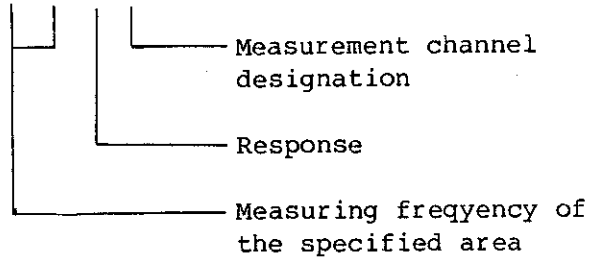 Measurement channel
designation
Response
Measuring freqyency of
the specified area